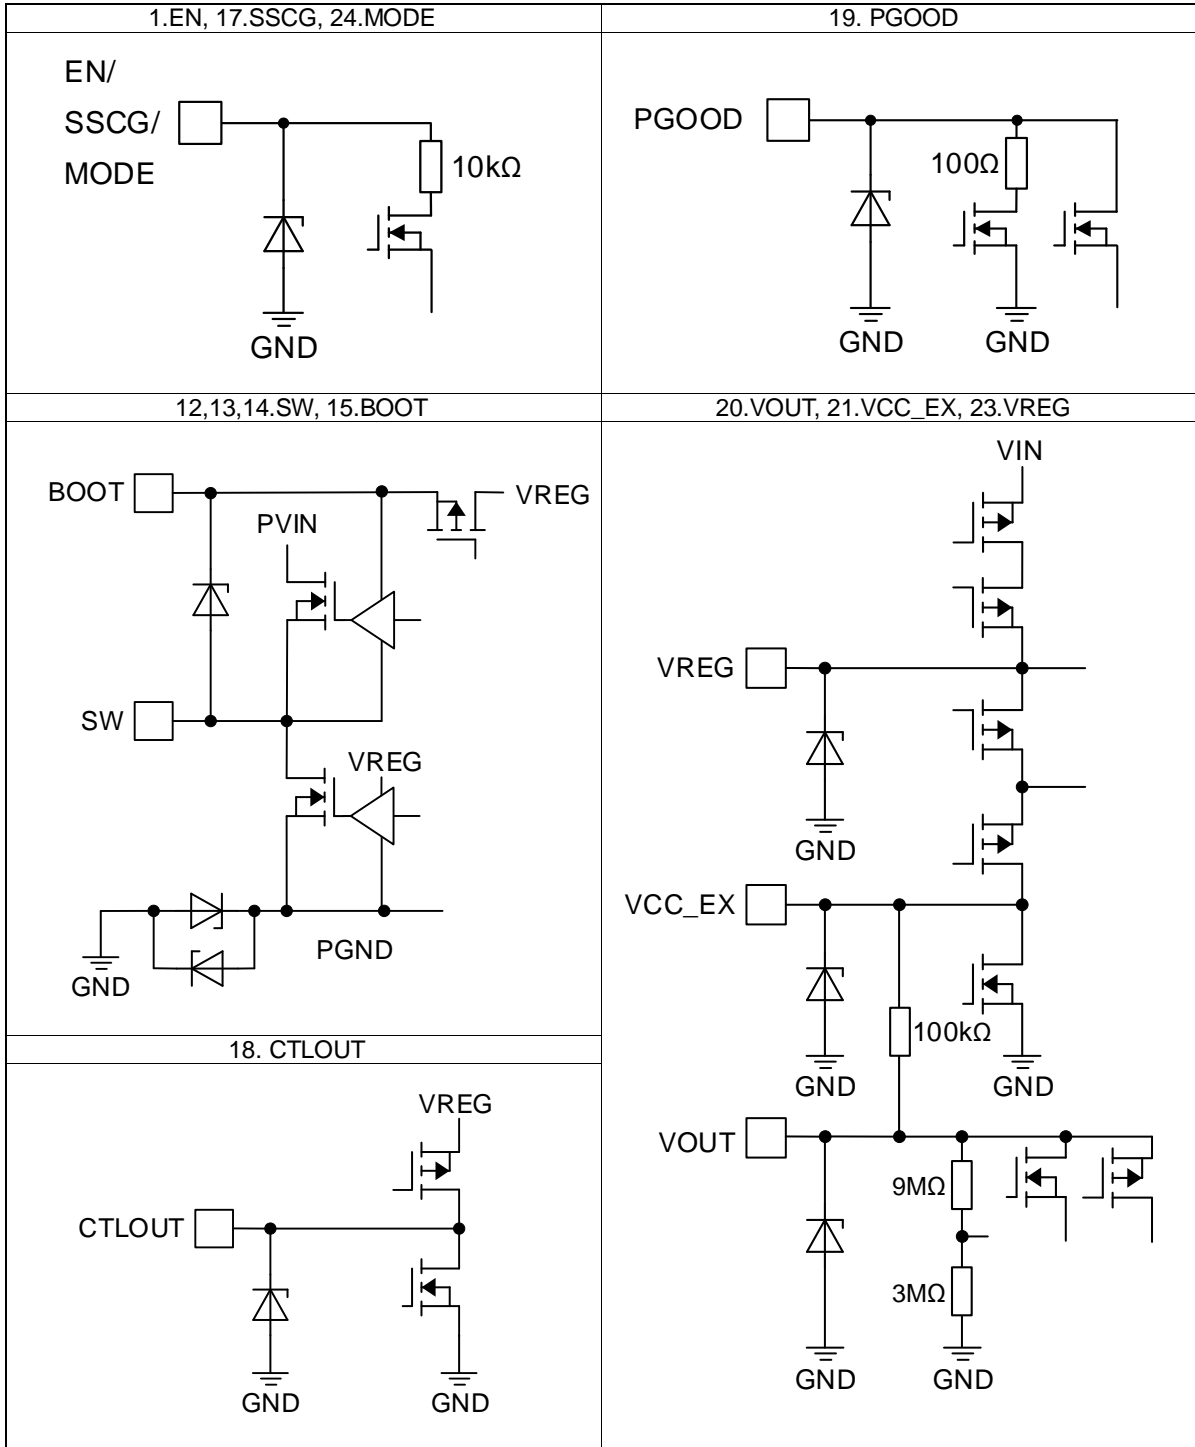 1.EN, 17.SSCG, 24.MODE
EN/
SSCG/
MODE
10kΩ
GND
19. PGOOD
PGOOD
100Ω
GND
GND
12,13,14.SW, 15.BOOT
BOOT
VREG
PVIN
SW
VREG
PGND
GND
18. CTLOUT
VREG
CTLOUT
GND
GND
20.VOUT, 21.VCC_EX, 23.VREG
VIN
VREG
GND
VCC_EX
100kΩ
GND
GND
VOUT
9MΩ
3MΩ
GND
GND